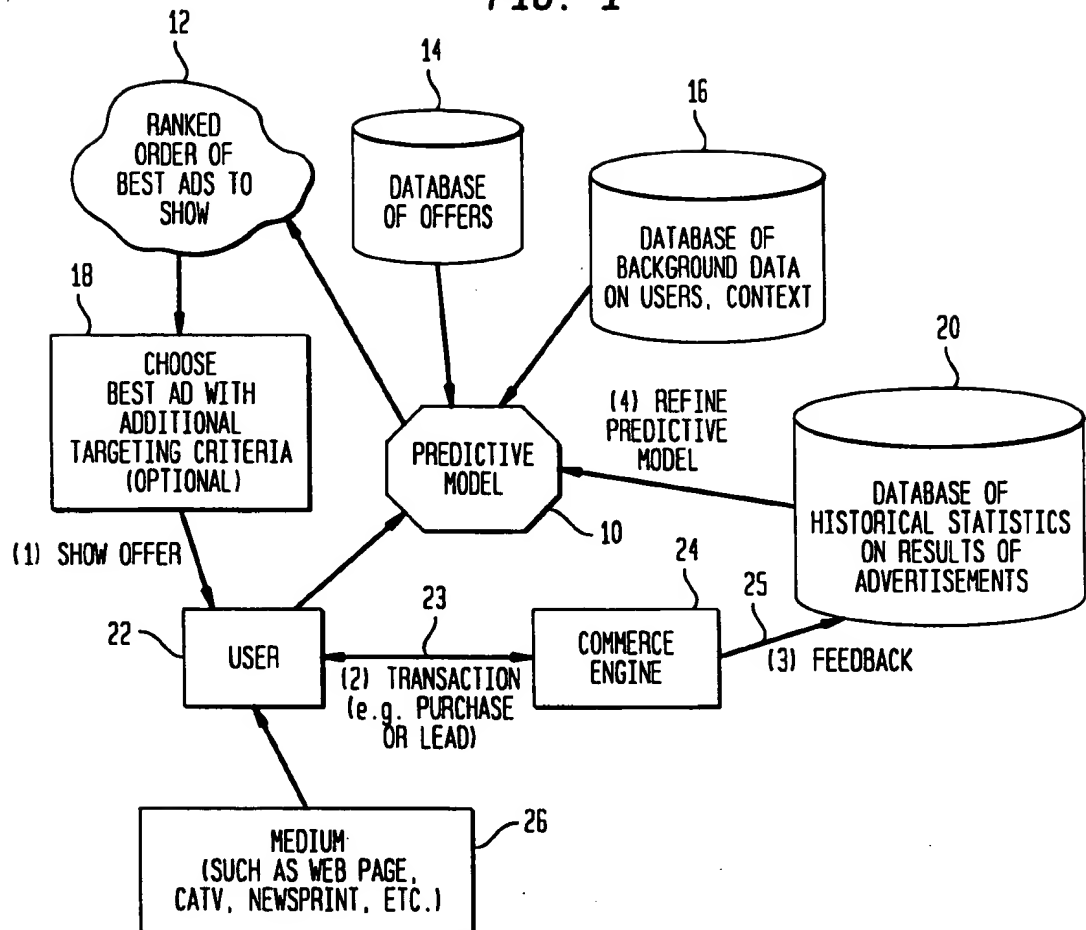 FIG. 1
12
RANKED
ORDER OF
BEST ADS TO
SHOW
14
DATABASE
OF OFFERS
16
DATABASE OF
BACKGROUND DATA
ON USERS, CONTEXT
18
CHOOSE
BEST AD WITH
ADDITIONAL
TARGETING CRITERIA
(OPTIONAL)
PREDICTIVE
MODEL
10
(4) REFINE
PREDICTIVE
MODEL
20
DATABASE OF
HISTORICAL STATISTICS
ON RESULTS OF
ADVERTISEMENTS
(1) SHOW OFFER
22
USER
23
(2) TRANSACTION
(e.g. PURCHASE
OR LEAD)
24
COMMERCE
ENGINE
25
(3) FEEDBACK
26
MEDIUM
(SUCH AS WEB PAGE,
CATV, NEWSPRINT, ETC.)